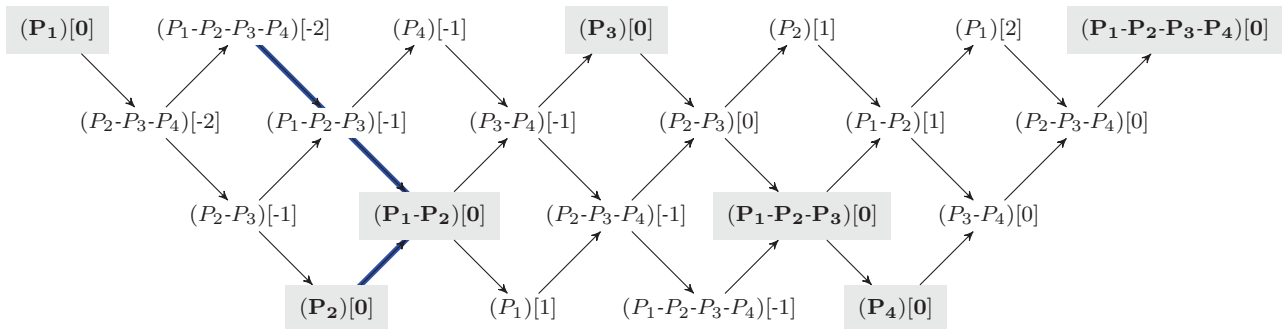 (P₁)[0] (P₁-P₂-P₃-P₄)[-2] (P₄)[-1] (P₃)[0] (P₂)[1] (P₁)[2] (P₁-P₂-P₃-P₄)[0]
(P₂-P₃-P₄)[-2] (P₁-P₂-P₃)[-1] (P₃-P₄)[-1] (P₂-P₃)[0] (P₁-P₂)[1] (P₂-P₃-P₄)[0]
(P₂-P₃)[-1] (P₁-P₂)[0] (P₂-P₃-P₄)[-1] (P₁-P₂-P₃)[0] (P₃-P₄)[0]
(P₂)[0] (P₁)[1] (P₁-P₂-P₃-P₄)[-1] (P₄)[0]